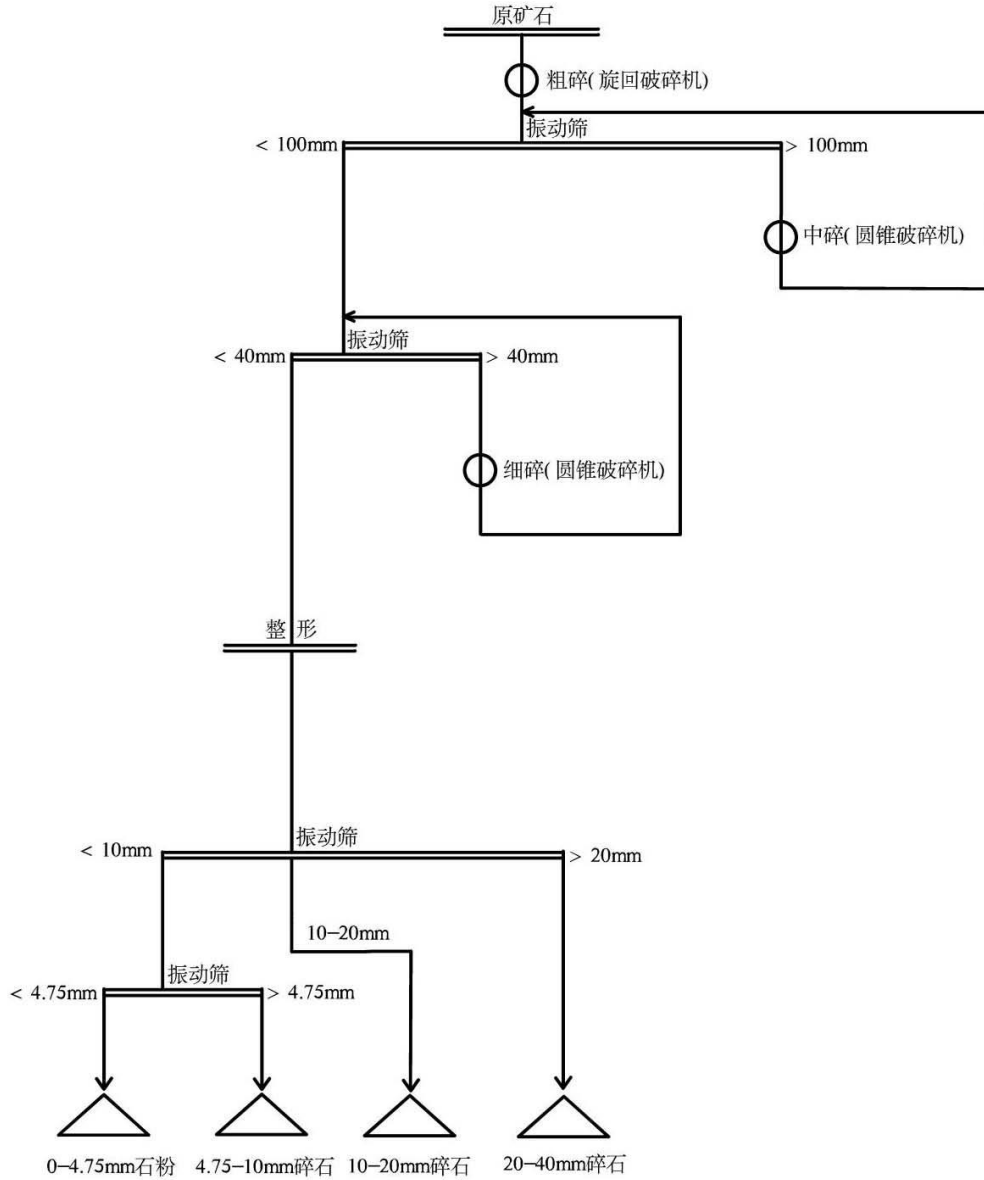 原矿石
粗碎( 旋回破碎机)
振动筛
< 100mm
> 100mm
中碎( 圆锥破碎机)
振动筛
< 40mm
> 40mm
细碎( 圆锥破碎机)
整 形
振动筛
< 10mm
> 20mm
10-20mm
振动筛
< 4.75mm
> 4.75mm
0-4.75mm石粉
4.75-10mm碎石
10-20mm碎石
20-40mm碎石